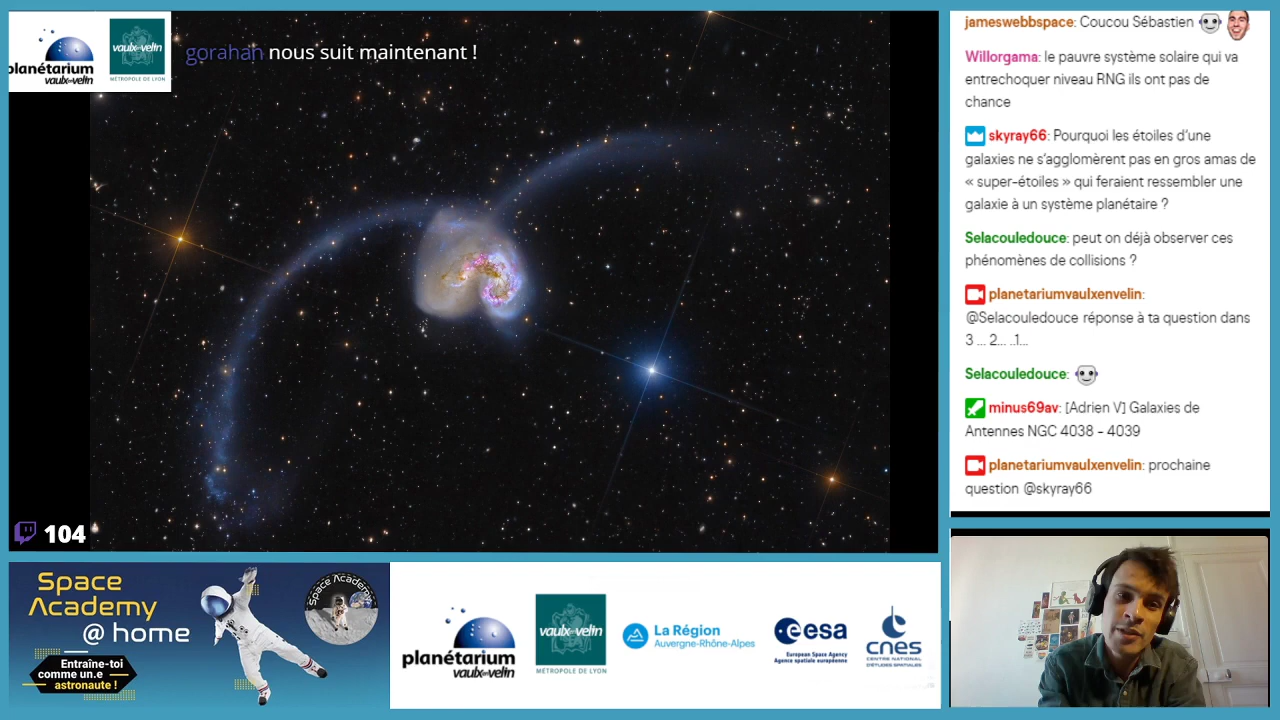 planétarium
vaulx en velin
vaulx-en-velin
MÉTROPOLE DE LYON
gorahan nous suit maintenant !
104
jameswebbspace: Coucou Sébastien
Willorgama: le pauvre système solaire qui va
entrechoquer niveau RNG ils ont pas de
chance
skyray66: Pourquoi les étoiles d'une
galaxies ne s'agglomèrent pas en gros amas de
« super-étoiles » qui feraient ressembler une
galaxie à un système planétaire ?
Selacouledouce: peut on déjà observer ces
phénomènes de collisions ?
planetariumvaulxenvelin:
@Selacouledouce réponse à ta question dans
3 ... 2... ..1...
Selacouledouce:
minus69av: [Adrien V] Galaxies de
Antennes NGC 4038 - 4039
planetariumvaulxenvelin: prochaine
question @skyray66
Space
Academy
@ home
Entraîne-toi
comme un.e
astronaute !
Space Academy
planétarium
vaulx en velin
vaulx-en-velin
MÉTROPOLE DE LYON
La Région
Auvergne-Rhône-Alpes
esa
European Space Agency
Agence spatiale européenne
cnes
CENTRE NATIONAL
D'ÉTUDES SPATIALES